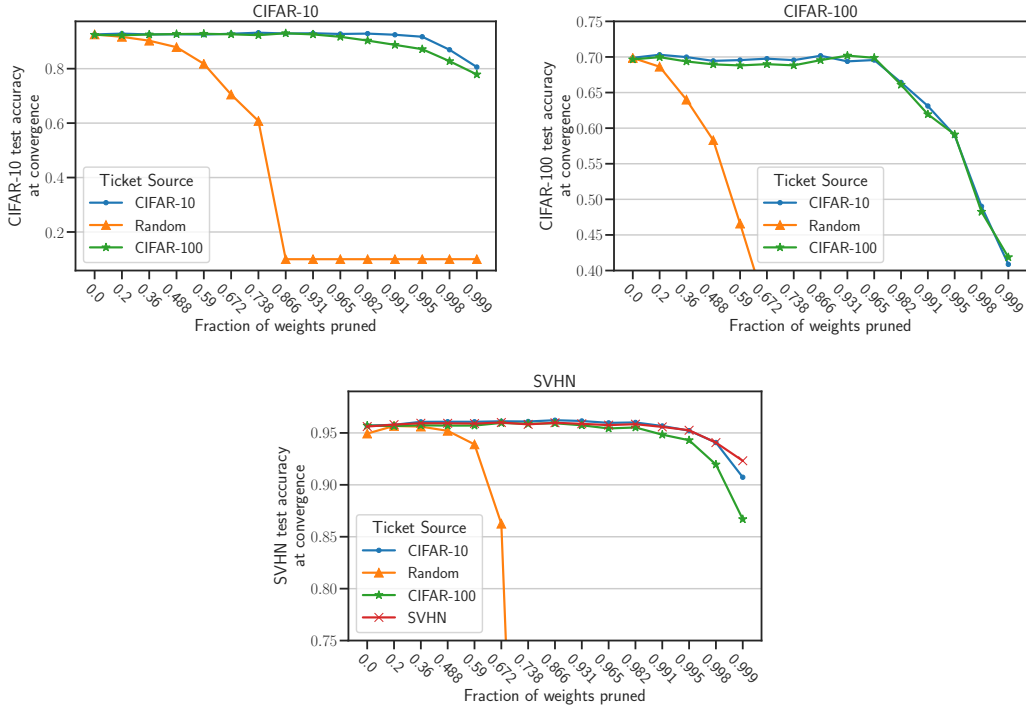 CIFAR-10
0.8
0.6
0.4
0.2
CIFAR-10 test accuracy
at convergence
Ticket Source
CIFAR-10
Random
CIFAR-100
0.0
0.2
0.36
0.488
0.59
0.672
0.738
0.866
0.931
0.965
0.982
0.991
0.995
0.998
0.999
Fraction of weights pruned
CIFAR-100
0.75
0.70
0.65
0.60
0.55
0.50
0.45
0.40
CIFAR-100 test accuracy
at convergence
Ticket Source
CIFAR-10
Random
CIFAR-100
0.0
0.2
0.36
0.488
0.59
0.672
0.738
0.866
0.931
0.965
0.982
0.991
0.995
0.998
0.999
Fraction of weights pruned
SVHN
0.95
0.90
0.85
0.80
0.75
SVHN test accuracy
at convergence
Ticket Source
CIFAR-10
Random
CIFAR-100
SVHN
0.0
0.2
0.36
0.488
0.59
0.672
0.738
0.866
0.931
0.965
0.982
0.991
0.995
0.998
0.999
Fraction of weights pruned